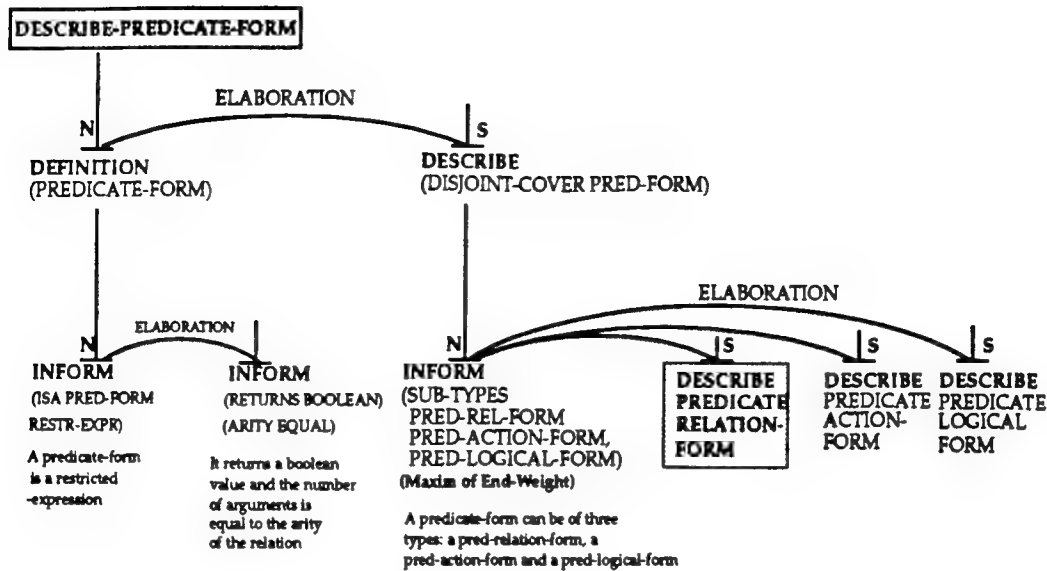 DESCRIBE-PREDICATE-FORM
ELABORATION
N
S
DEFINITION
(PREDICATE-FORM)
DESCRIBE
(DISJOINT-COVER PRED-FORM)
ELABORATION
ELABORATION
N
N
S
S
S
INFORM
(ISA PRED-FORM
RESTR-EXPR)
A predicate-form
is a restricted
-expression
INFORM
(RETURNS BOOLEAN)
(ARITY EQUAL)
It returns a boolean
value and the number
of arguments is
equal to the arity
of the relation
INFORM
(SUB-TYPES
PRED-REL-FORM
PRED-ACTION-FORM,
PRED-LOGICAL-FORM)
(Maxim of End-Weight)
A predicate-form can be of three
types: a pred-relation-form, a
pred-action-form and a pred-logical-form
DESCRIBE
PREDICATE
RELATION-
FORM
DESCRIBE
PREDICATE
ACTION-
FORM
DESCRIBE
PREDICATE
LOGICAL
FORM